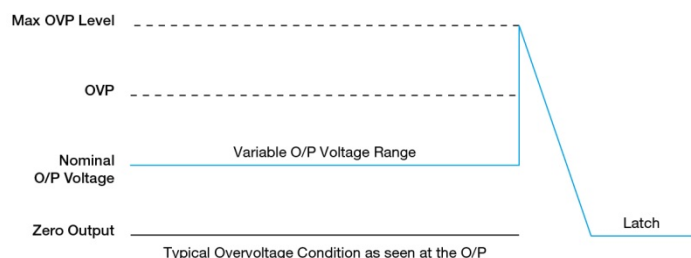 Max OVP Level
OVP
Variable O/P Voltage Range
Nominal
O/P Voltage
Zero Output
Latch
Typical Overvoltage Condition as seen at the O/P